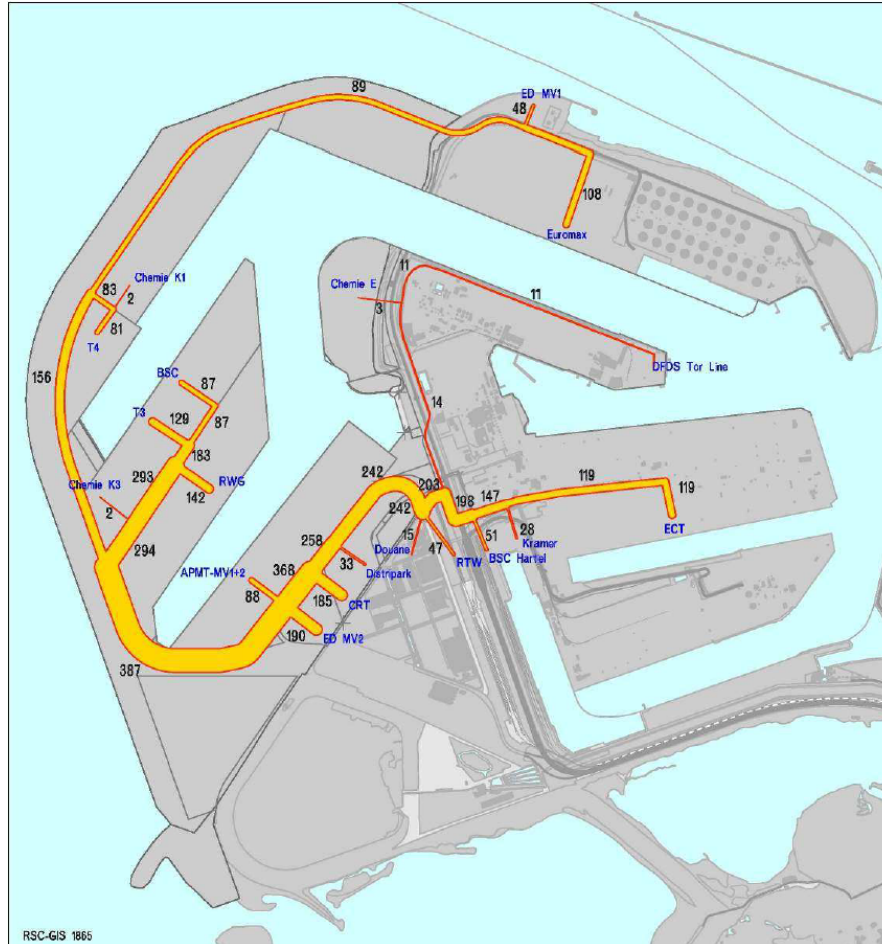 89
ED MV1
48
108
Euromax
11
Chemie E
3
11
DFDS Tor Line
Chemie K1
83
2
81
T4
156
BSC
87
87
T3
129
183
293
RWG
142
Chemie K3
2
294
14
242
203
242
198
147
119
119
ECT
28
Kramer
51
BSC Hartel
15
Douane
47
RTW
258
33
Distripark
368
185
CRT
APMT-MV1+2
88
190
ED MV2
387
RSC-GIS 1865